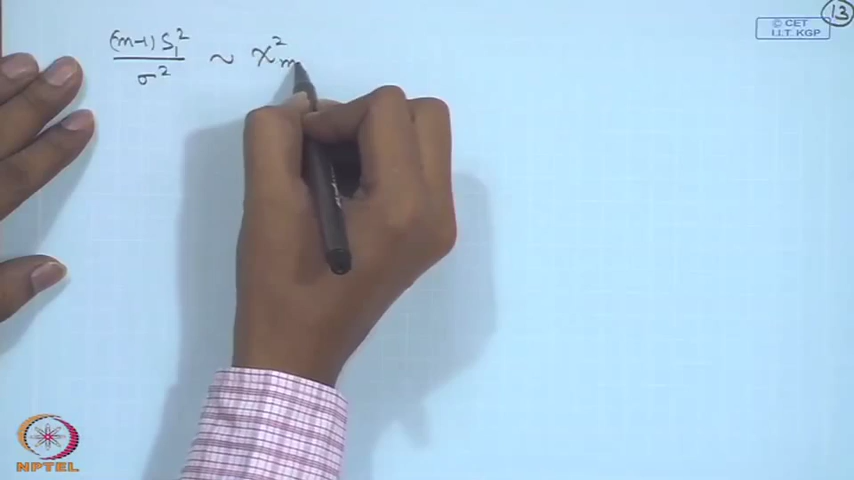 13
© CET
I.I.T. KGP
(m-1) S₁² / σ² ~ χ²m
NPTEL